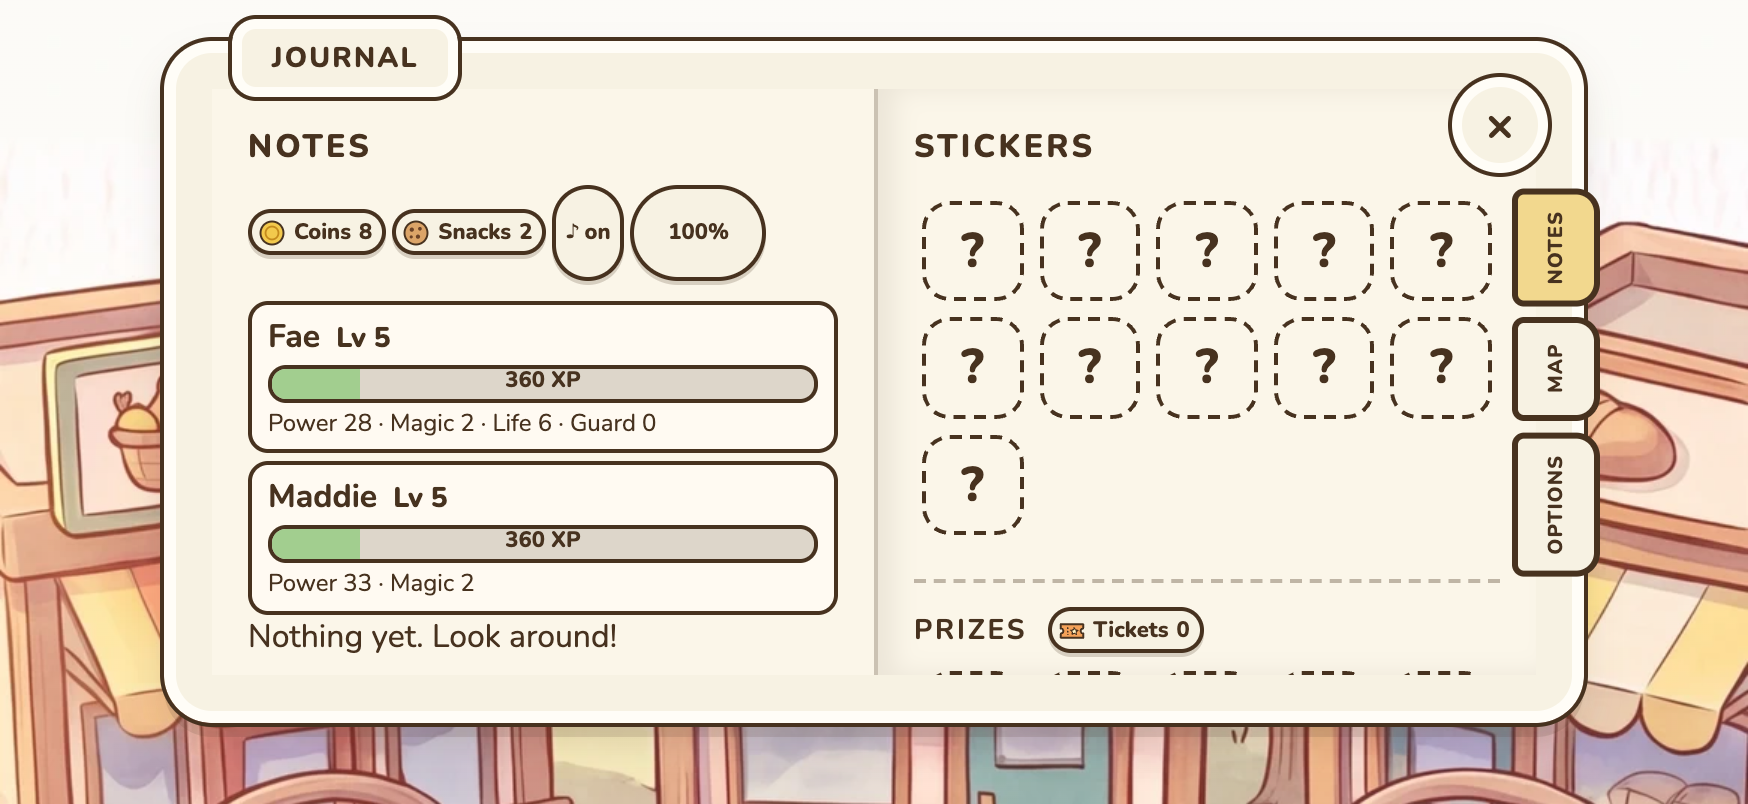 JOURNAL
NOTES
Coins 8
Snacks 2
♪ on
100%
Fae Lv 5
360 XP
Power 28 · Magic 2 · Life 6 · Guard 0
Maddie Lv 5
360 XP
Power 33 · Magic 2
Nothing yet. Look around!
STICKERS
? ? ? ? ?
? ? ? ? ?
?
PRIZES
Tickets 0
NOTES
MAP
OPTIONS